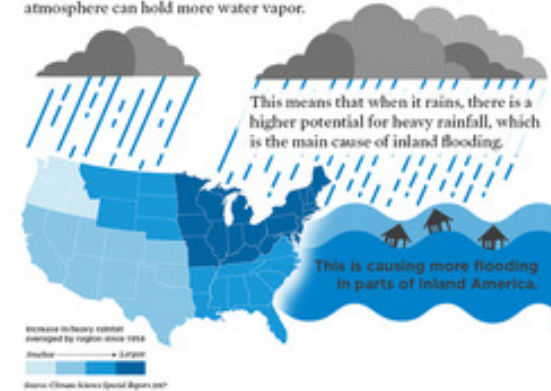 atmosphere can hold more water vapor.
This means that when it rains, there is a
higher potential for heavy rainfall, which
is the main cause of inland flooding.
This is causing more flooding
in parts of inland America.
Increase in heavy rainfall
averaged by region since 1958
Smaller Larger
Source: Climate Science Special Report 2017